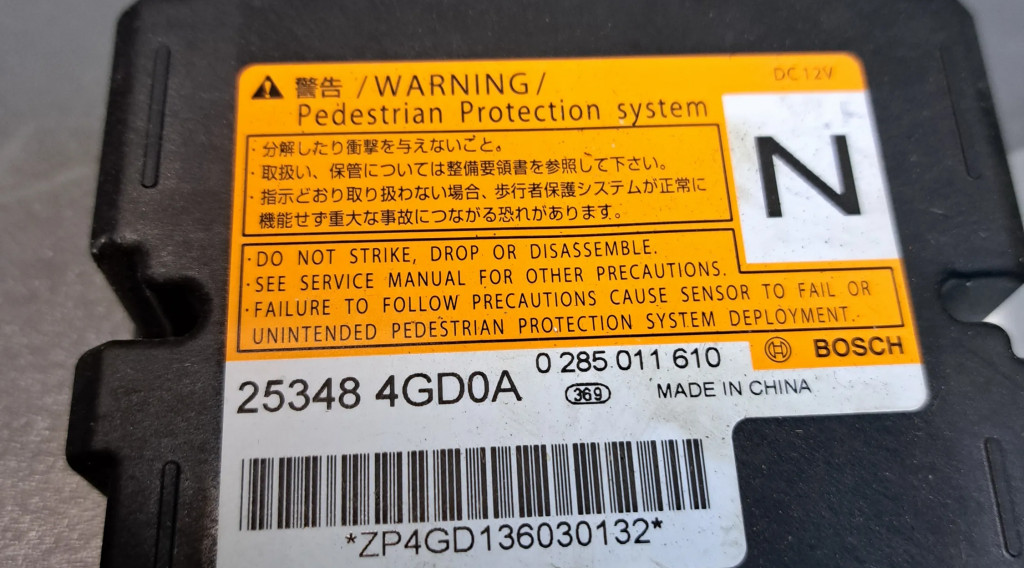 警告 /WARNING/
DC12V
Pedestrian Protection system
N
・分解したり衝撃を与えないこと。
・取扱い、保管については整備要領書を参照して下さい。
・指示どおり取り扱わない場合、歩行者保護システムが正常に
機能せず重大な事故につながる恐れがあります。
・DO NOT STRIKE, DROP OR DISASSEMBLE.
・SEE SERVICE MANUAL FOR OTHER PRECAUTIONS.
・FAILURE TO FOLLOW PRECAUTIONS CAUSE SENSOR TO FAIL OR
UNINTENDED PEDESTRIAN PROTECTION SYSTEM DEPLOYMENT.
BOSCH
0 285 011 610
25348 4GD0A
369
MADE IN CHINA
*ZP4GD136030132*